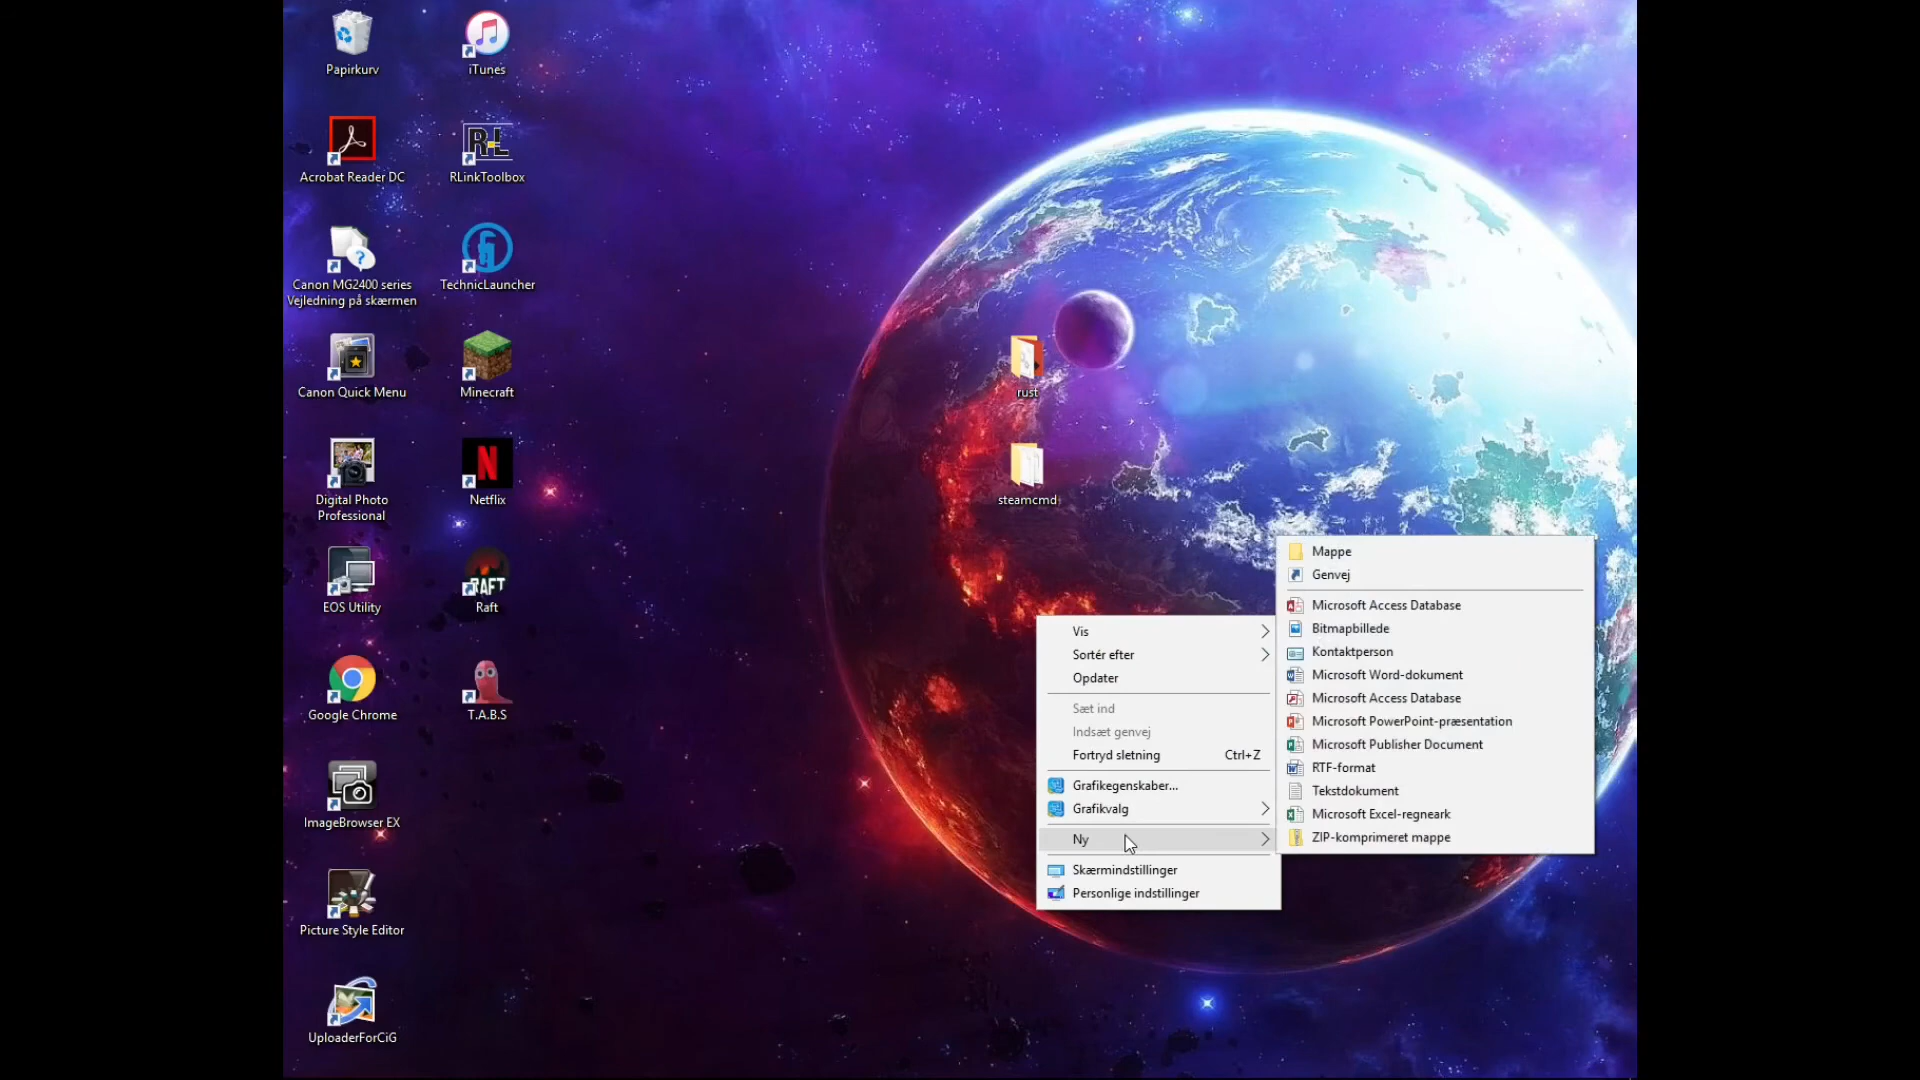 Papirkurv
iTunes
Acrobat Reader DC
RLinkToolbox
Canon MG2400 series
Vejledning på skærmen
TechnicLauncher
Canon Quick Menu
Minecraft
rust
Digital Photo
Professional
Netflix
steamcmd
EOS Utility
RAFT
Raft
Google Chrome
T.A.B.S
ImageBrowser EX
Picture Style Editor
UploaderForCiG
Vis
Sortér efter
Opdater
Sæt ind
Indsæt genvej
Fortryd sletning Ctrl+Z
Grafikegenskaber...
Grafikvalg
Ny
Skærmindstillinger
Personlige indstillinger
Mappe
Genvej
Microsoft Access Database
Bitmapbillede
Kontaktperson
Microsoft Word-dokument
Microsoft Access Database
Microsoft PowerPoint-præsentation
Microsoft Publisher Document
RTF-format
Tekstdokument
Microsoft Excel-regneark
ZIP-komprimeret mappe